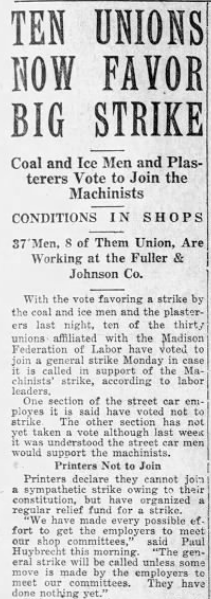 TEN UNIONS
NOW FAVOR
BIG STRIKE
Coal and Ice Men and Plas-
terers Vote to Join the
Machinists
CONDITIONS IN SHOPS
37 Men, 8 of Them Union, Are
Working at the Fuller &
Johnson Co.
With the vote favoring a strike by
the coal and ice men and the plaster-
ers last night, ten of the thirty
unions affiliated with the Madison
Federation of Labor have voted to
join a general strike Monday in case
it is called in support of the Ma-
chinists' strike, according to labor
leaders.
One section of the street car em-
ployes it is said have voted not to
strike. The other section has not
yet taken a vote although last week
it was understood the street car men
would support the machinists.
Printers Not to Join
Printers declare they cannot join
a sympathetic strike owing to their
constitution, but have organized a
regular relief fund for a strike.
"We have made every possible ef-
fort to get the employers to meet
our shop committees," said Paul
Huybrecht this morning. "The gen-
eral strike will be called unless some
move is made by the employers to
meet our committees. They have
done nothing yet."